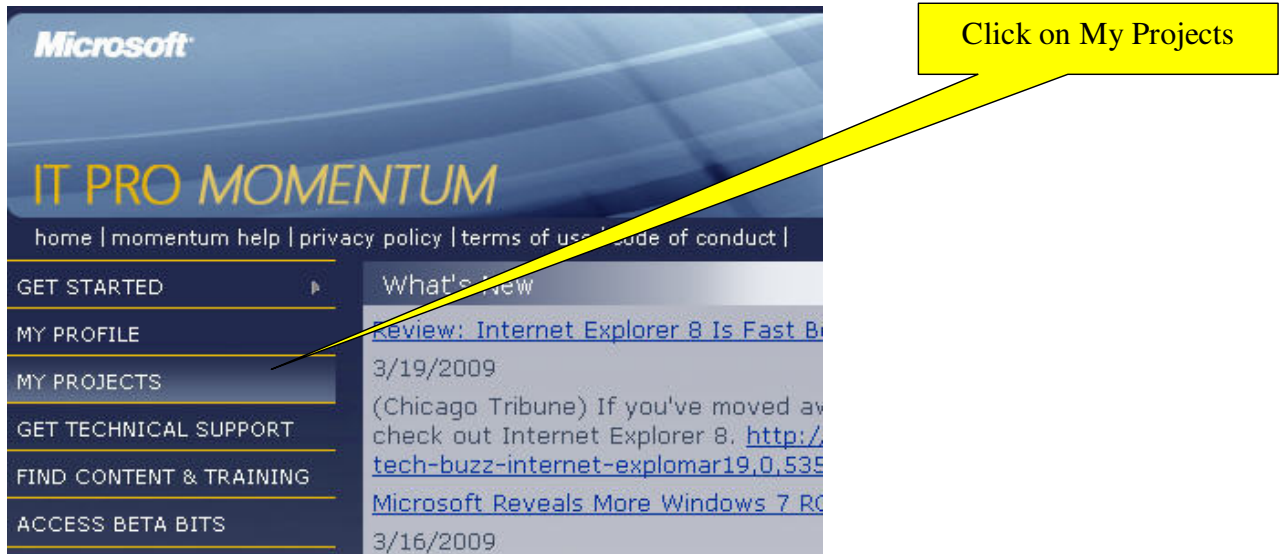 Microsoft
Click on My Projects
IT PRO MOMENTUM
home | momentum help | privacy policy | terms of use | code of conduct |
GET STARTED
MY PROFILE
MY PROJECTS
GET TECHNICAL SUPPORT
FIND CONTENT & TRAINING
ACCESS BETA BITS
What's New
Review: Internet Explorer 8 Is Fast B
3/19/2009
(Chicago Tribune) If you've moved
check out Internet Explorer 8. http:/
tech-buzz-internet-explomar19,0,535
Microsoft Reveals More Windows 7 RC
3/16/2009